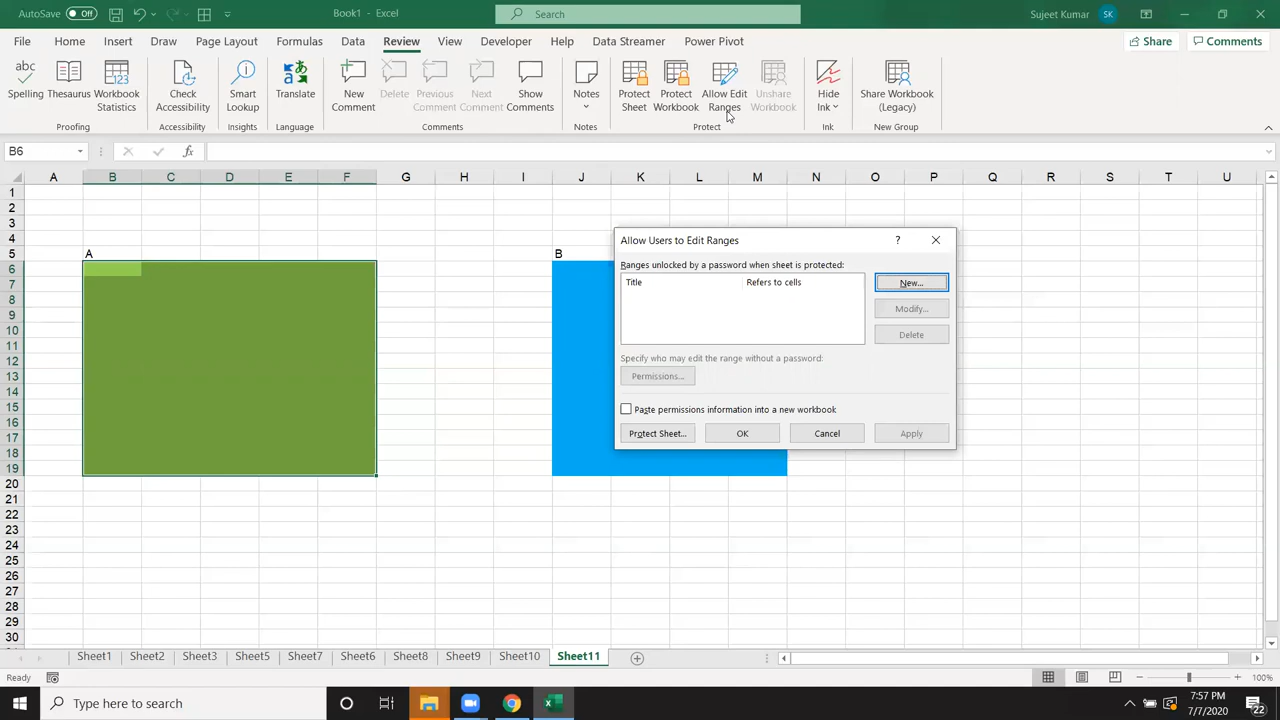 AutoSave Off Book1 - Excel Search Sujeet Kumar SK
File Home Insert Draw Page Layout Formulas Data Review View Developer Help Data Streamer Power Pivot Share Comments
abc
Spelling Thesaurus Workbook Statistics Check Accessibility Smart Lookup Translate New Comment Delete Previous Comment Next Comment Show Comments Notes Protect Sheet Protect Workbook Allow Edit Ranges Unshare Workbook Hide Ink Share Workbook (Legacy)
Proofing Accessibility Insights Language Comments Notes Protect Ink New Group
B6 fx
A B C D E F G H I J K L M N O P Q R S T U
1
2
3
4
5 A B
6
7
8
9
10
11
12
13
14
15
16
17
18
19
20
21
22
23
24
25
26
27
28
29
30
Allow Users to Edit Ranges ?
Ranges unlocked by a password when sheet is protected:
Title Refers to cells New...
Modify...
Delete
Specify who may edit the range without a password:
Permissions...
Paste permissions information into a new workbook
Protect Sheet... OK Cancel Apply
Sheet1 Sheet2 Sheet3 Sheet5 Sheet7 Sheet6 Sheet8 Sheet9 Sheet10 Sheet11
Ready 100%
Type here to search 7:57 PM
7/7/2020 22